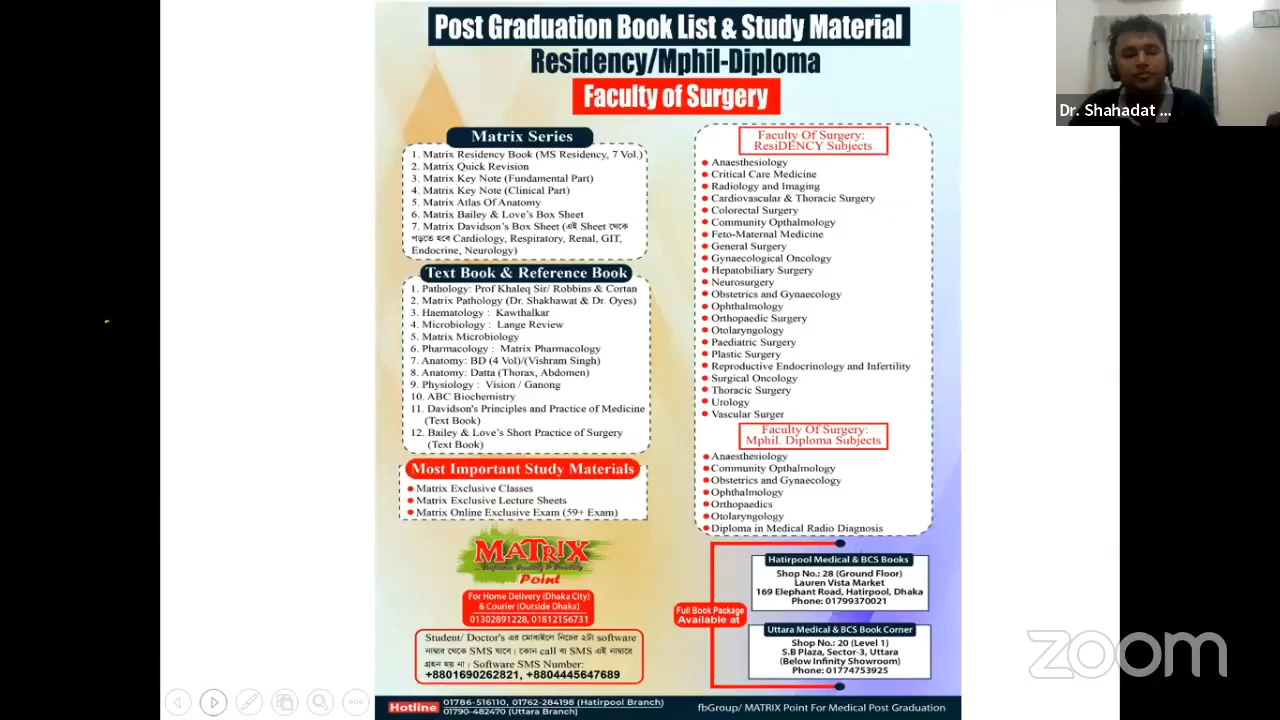 Post Graduation Book List & Study Material
Residency/Mphil-Diploma
Faculty of Surgery
Matrix Series
1. Matrix Residency Book (MS Residency, 7 Vol.)
2. Matrix Quick Revision
3. Matrix Key Note (Fundamental Part)
4. Matrix Key Note (Clinical Part)
5. Matrix Atlas Of Anatomy
6. Matrix Bailey & Love's Box Sheet
7. Matrix Davidson's Box Sheet (এই Sheet থেকে
পড়তে হবে Cardiology, Respiratory, Renal, GIT,
Endocrine, Neurology)
Text Book & Reference Book
1. Pathology: Prof Khaleq Sir/ Robbins & Cortan
2. Matrix Pathology (Dr. Shakhawat & Dr. Oyes)
3. Haematology : Kawthalkar
4. Microbiology : Lange Review
5. Matrix Microbiology
6. Pharmacology : Matrix Pharmacology
7. Anatomy: BD (4 Vol)/(Vishram Singh)
8. Anatomy: Datta (Thorax, Abdomen)
9. Physiology : Vision / Ganong
10. ABC Biochemistry
11. Davidson's Principles and Practice of Medicine
(Text Book)
12. Bailey & Love's Short Practice of Surgery
(Text Book)
Most Important Study Materials
Matrix Exclusive Classes
Matrix Exclusive Lecture Sheets
Matrix Online Exclusive Exam (59+ Exam)
MATRIX
Point
For Home Delivery (Dhaka City)
& Courier (Outside Dhaka)
01302891228, 01812156731
Student/ Doctor's এর মোবাইলে নিচের ২টা software
নাম্বার থেকে SMS যাবে। কোন call বা SMS এই নাম্বারে
গ্রহন হয় না। Software SMS Number:
+8801690262821, +8804445647689
Faculty Of Surgery:
ResiDENCY Subjects
Anaesthesiology
Critical Care Medicine
Radiology and Imaging
Cardiovascular & Thoracic Surgery
Colorectal Surgery
Community Opthalmology
Feto-Maternal Medicine
General Surgery
Gynaecological Oncology
Hepatobiliary Surgery
Neurosurgery
Obstetrics and Gynaecology
Ophthalmology
Orthopaedic Surgery
Otolaryngology
Paediatric Surgery
Plastic Surgery
Reproductive Endocrinology and Infertility
Surgical Oncology
Thoracic Surgery
Urology
Vascular Surger
Faculty Of Surgery:
Mphil. Diploma Subjects
Anaesthesiology
Community Opthalmology
Obstetrics and Gynaecology
Ophthalmology
Orthopaedics
Otolaryngology
Diploma in Medical Radio Diagnosis
Full Book Package
Available at
Hatirpool Medical & BCS Books
Shop No.: 28 (Ground Floor)
Lauren Vista Market
169 Elephant Road, Hatirpool, Dhaka
Phone: 01799370021
Uttara Medical & BCS Book Corner
Shop No.: 20 (Level 1)
S.B Plaza, Sector-3, Uttara
(Below Infinity Showroom)
Phone: 01774753925
Hotline 01786-516110, 01762-284198 (Hatirpool Branch)
01790-482470 (Uttara Branch)
fbGroup/ MATRIX Point For Medical Post Graduation
Dr. Shahadat ...
zoom